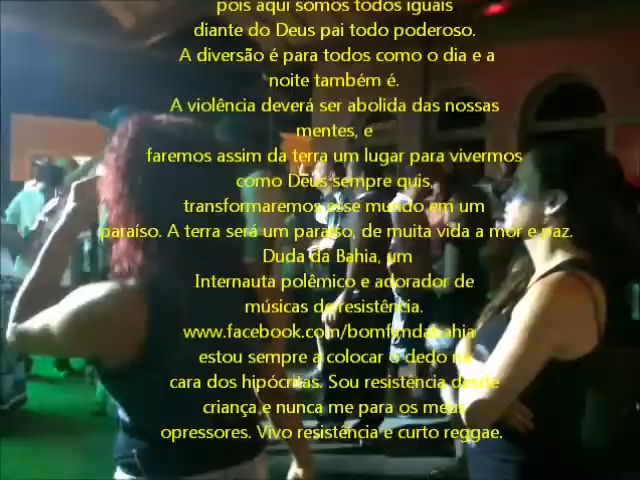 pois aqui somos todos iguais
diante do Deus pai todo poderoso.
A diversão é para todos como o dia e a
noite também é.
A violência deverá ser abolida das nossas
mentes, e
faremos assim da terra um lugar para vivermos
como Deus sempre quis,
transformaremos esse mundo em um
paraíso. A terra será um paraíso, de muita vida a mor e paz.
Duda da Bahia, um
Internauta polêmico e adorador de
músicas de resistência.
www.facebook.com/bomfimdabahia
estou sempre a colocar o dedo na
cara dos hipócritas. Sou resistência desde
criança e nunca me para os meus
opressores. Vivo resistência e curto reggae.